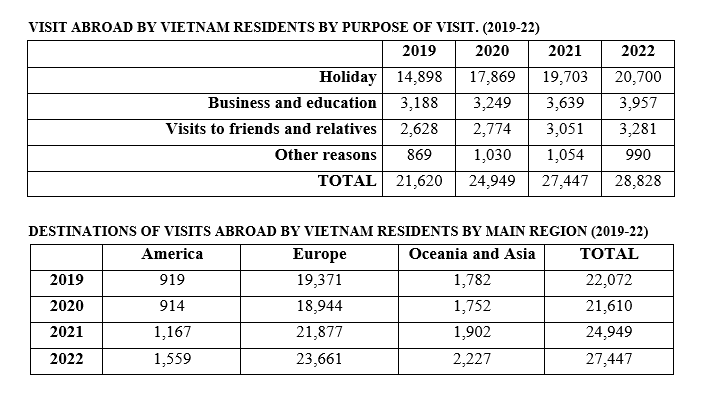 VISIT ABROAD BY VIETNAM RESIDENTS BY PURPOSE OF VISIT. (2019-22)
2019 2020 2021 2022
Holiday 14,898 17,869 19,703 20,700
Business and education 3,188 3,249 3,639 3,957
Visits to friends and relatives 2,628 2,774 3,051 3,281
Other reasons 869 1,030 1,054 990
TOTAL 21,620 24,949 27,447 28,828
DESTINATIONS OF VISITS ABROAD BY VIETNAM RESIDENTS BY MAIN REGION (2019-22)
America Europe Oceania and Asia TOTAL
2019 919 19,371 1,782 22,072
2020 914 18,944 1,752 21,610
2021 1,167 21,877 1,902 24,949
2022 1,559 23,661 2,227 27,447